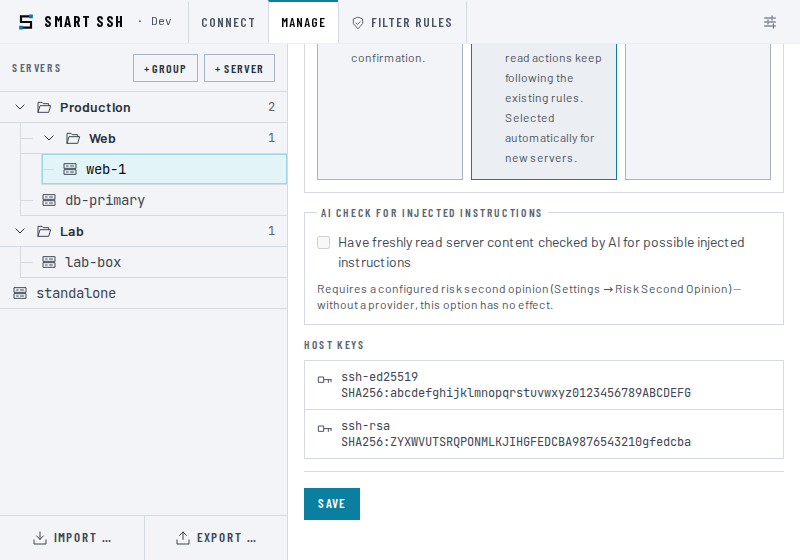 SMART SSH · Dev
CONNECT
MANAGE
FILTER RULES
SERVERS
+ GROUP
+ SERVER
Production 2
Web 1
web-1
db-primary
Lab 1
lab-box
standalone
IMPORT ...
EXPORT ...
confirmation.
read actions keep
following the
existing rules.
Selected
automatically for
new servers.
AI CHECK FOR INJECTED INSTRUCTIONS
Have freshly read server content checked by AI for possible injected
instructions
Requires a configured risk second opinion (Settings → Risk Second Opinion) —
without a provider, this option has no effect.
HOST KEYS
ssh-ed25519
SHA256:abcdefghijklmnopqrstuvwxyz0123456789ABCDEFG
ssh-rsa
SHA256:ZYXWVUTSRQPONMLKJIHGFEDCBA9876543210gfedcba
SAVE